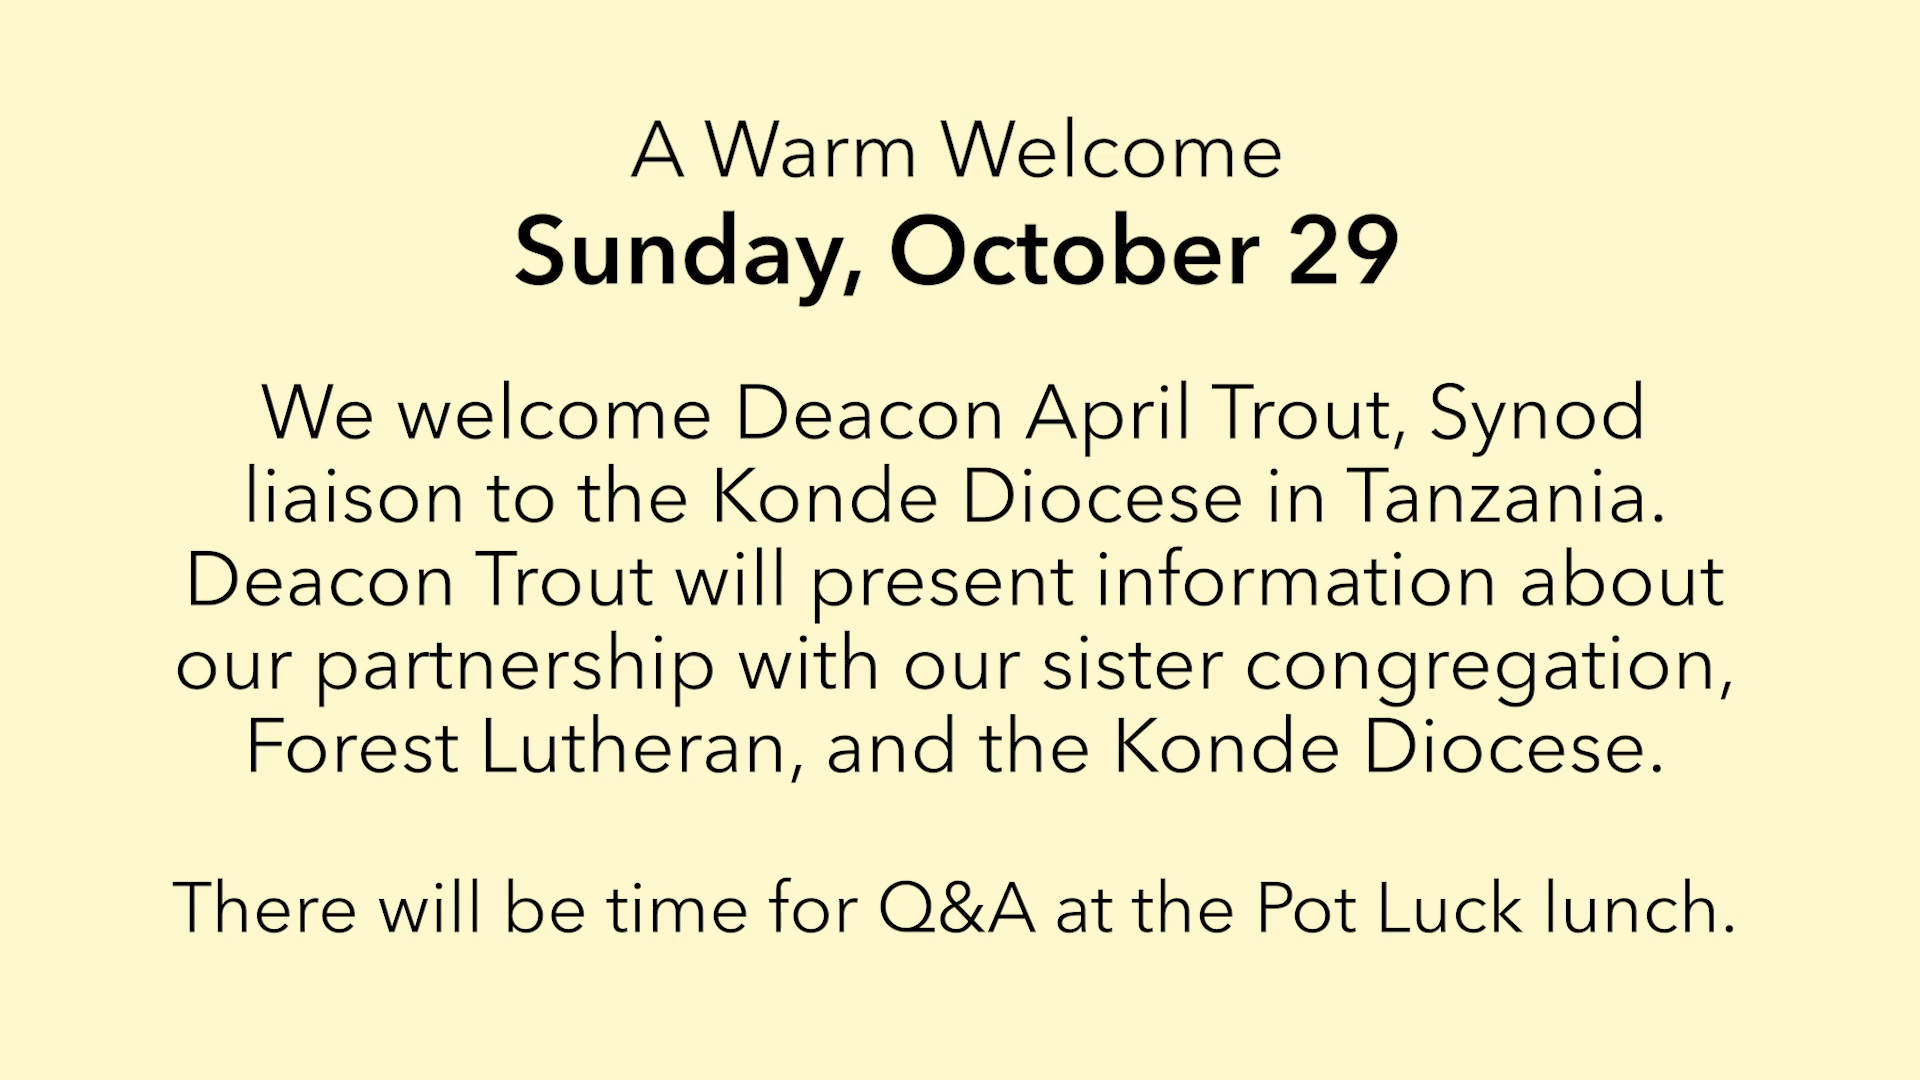 A Warm Welcome
Sunday, October 29
We welcome Deacon April Trout, Synod
liaison to the Konde Diocese in Tanzania.
Deacon Trout will present information about
our partnership with our sister congregation,
Forest Lutheran, and the Konde Diocese.
There will be time for Q&A at the Pot Luck lunch.